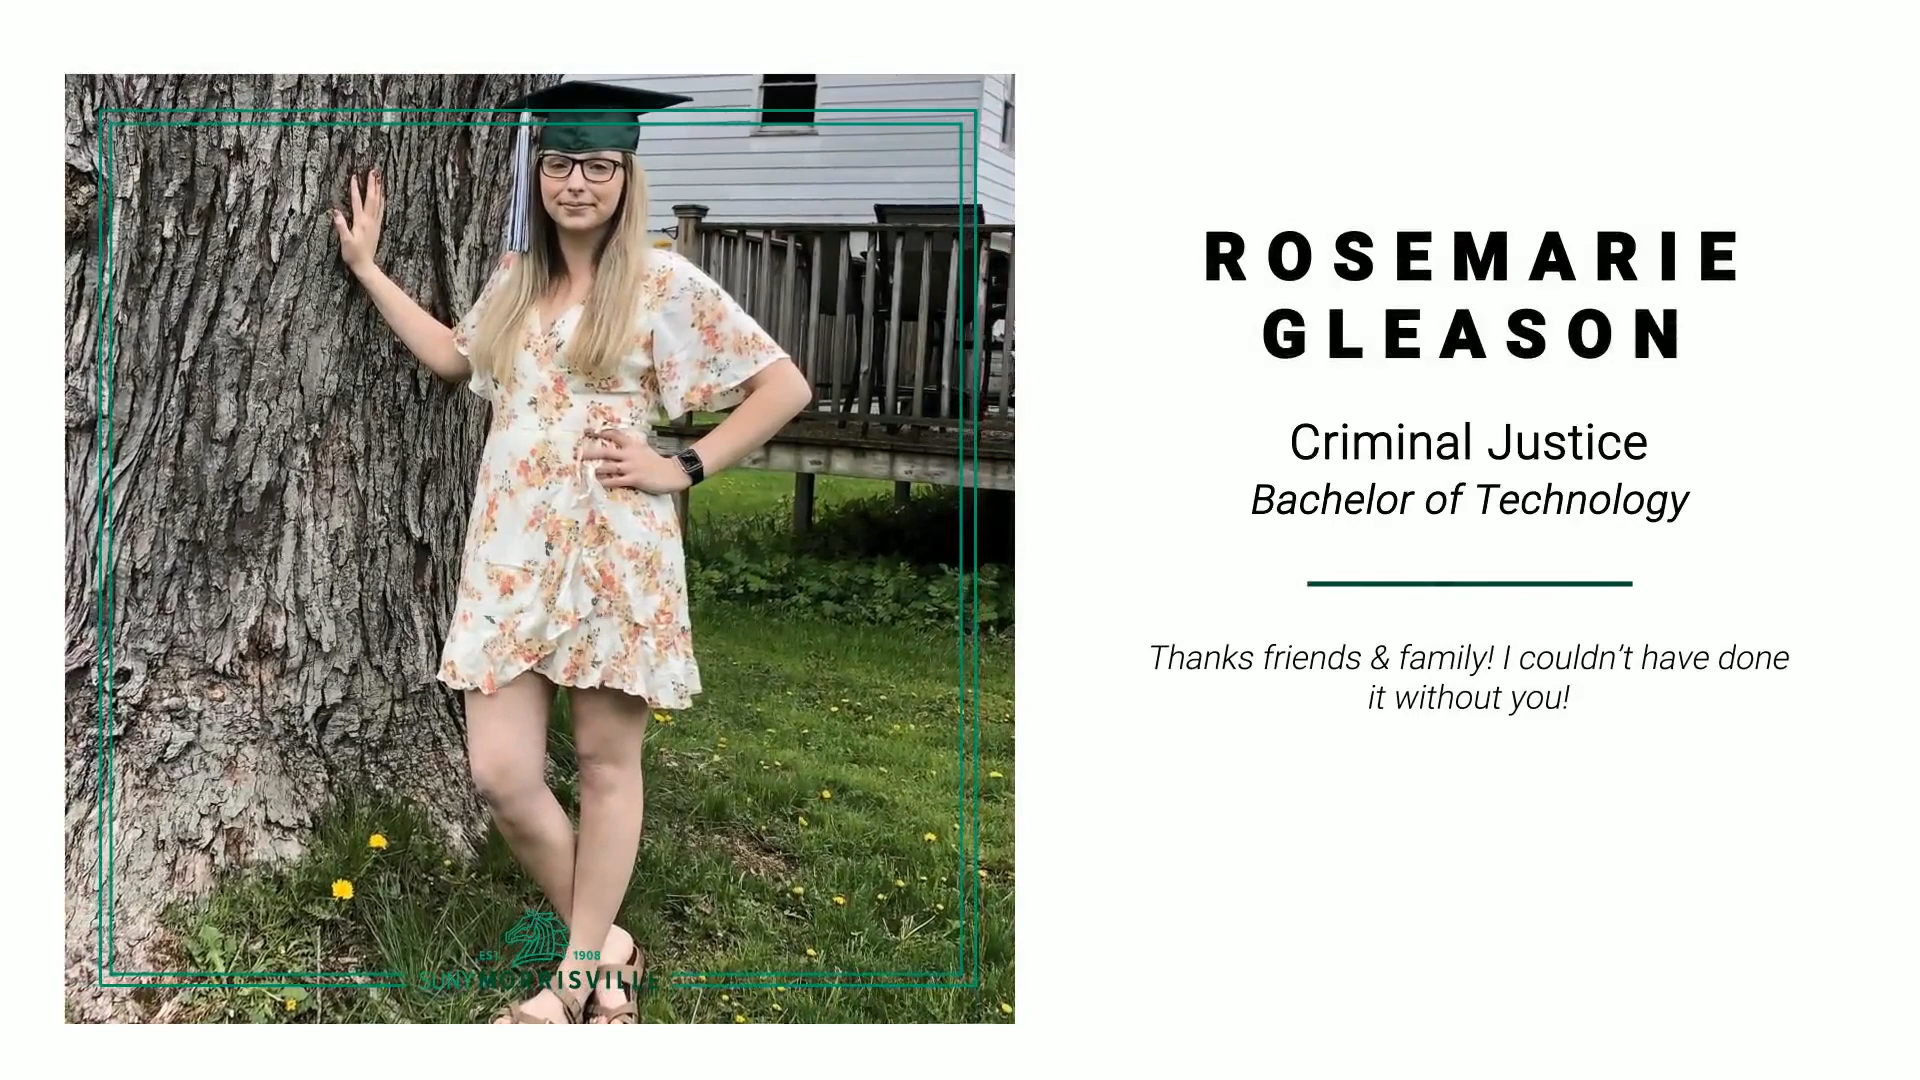 ROSEMARIE
GLEASON
Criminal Justice
Bachelor of Technology
Thanks friends & family! I couldn't have done
it without you!
EST 1908
SUNY MORRISVILLE